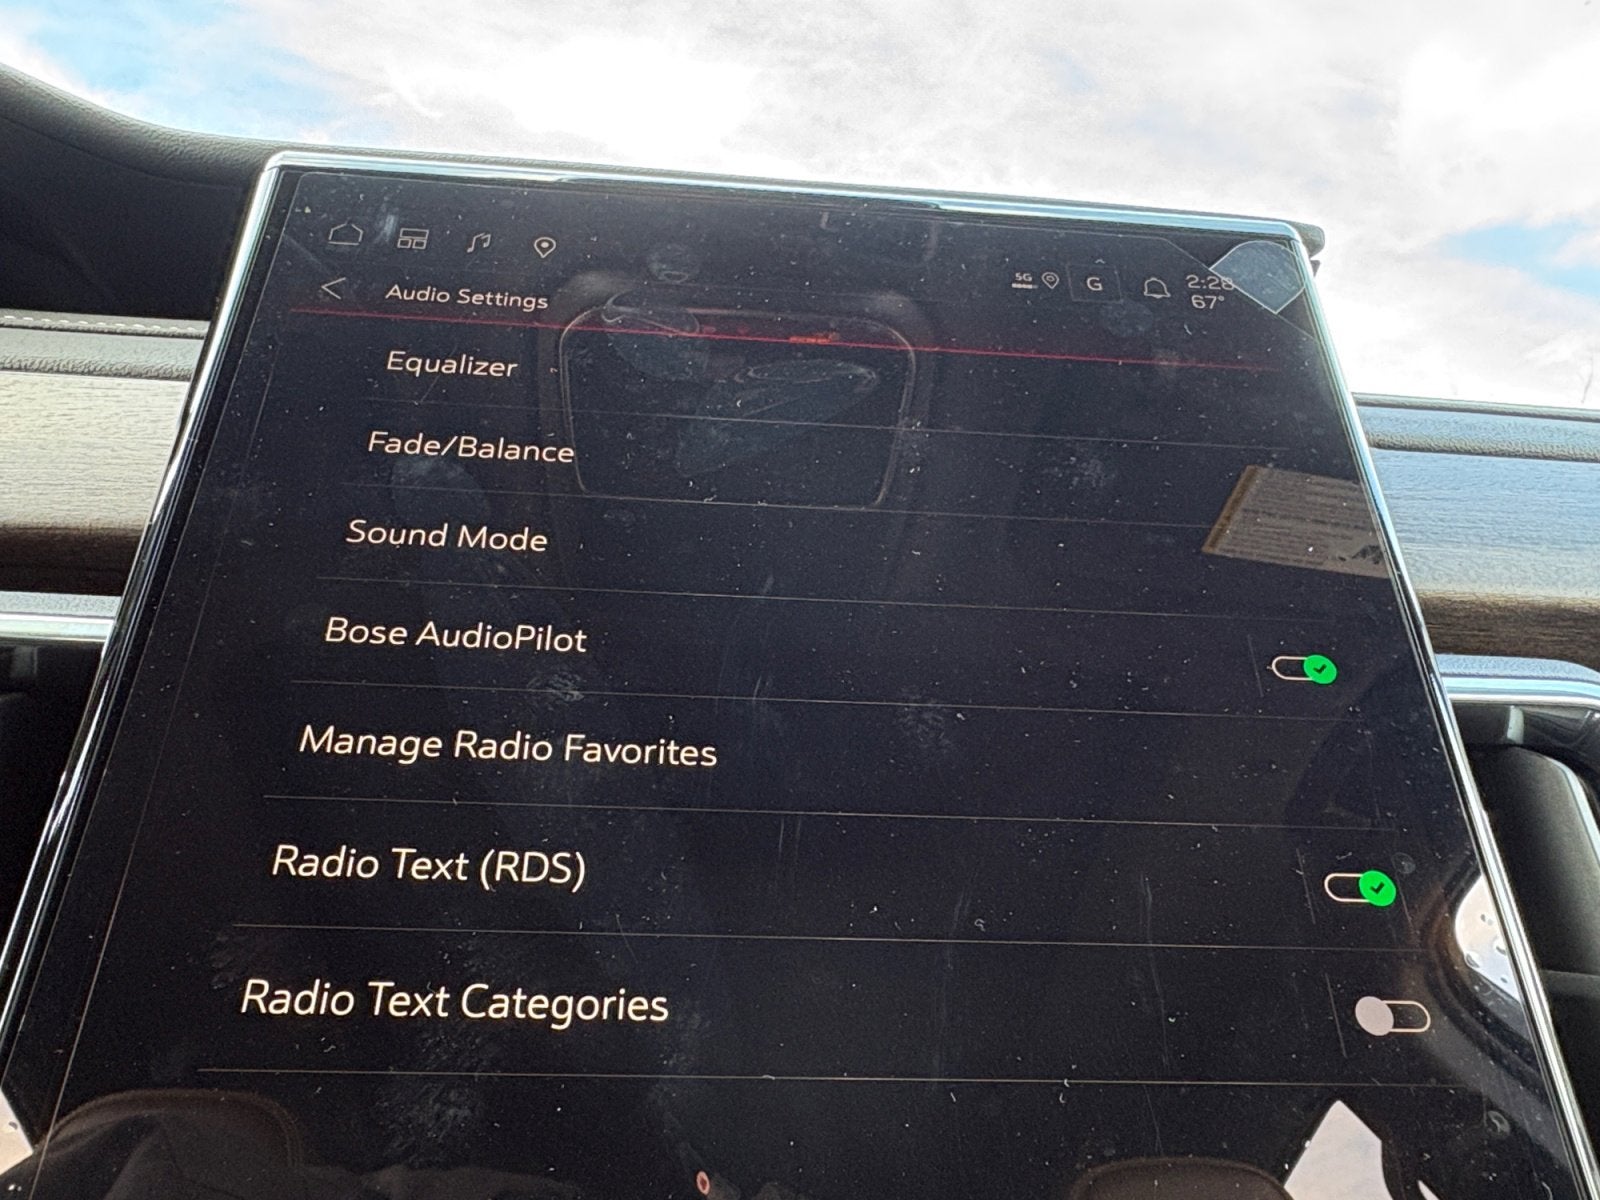 5G
G
2:28
67°
Audio Settings
Equalizer
Fade/Balance
Sound Mode
Bose AudioPilot
Manage Radio Favorites
Radio Text (RDS)
Radio Text Categories